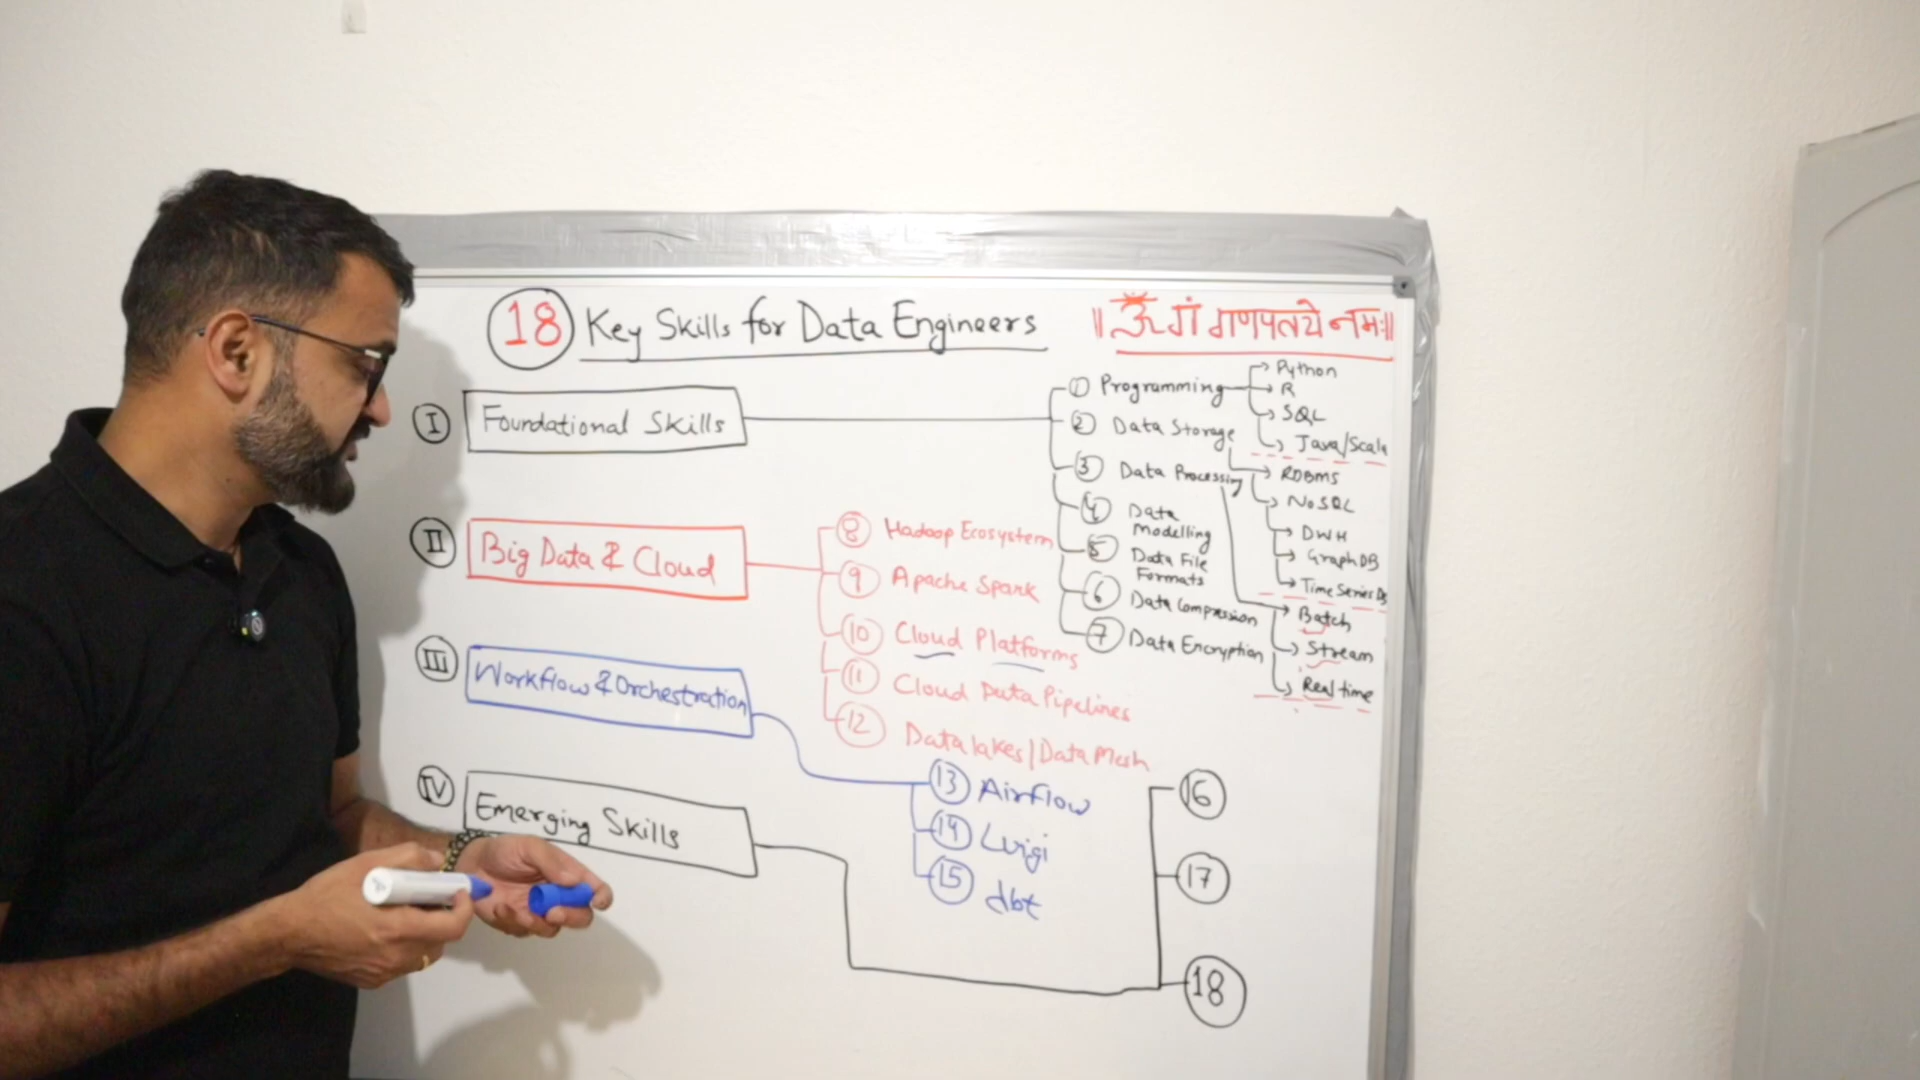 18 Key Skills for Data Engineers
॥ ॐ गं गणपतये नमः॥
I Foundational Skills
1 Programming
Python
R
SQL
Java/Scala
2 Data Storage
RDBMS
NoSQL
DWH
GraphDB
Time Series DB
3 Data Processing
Batch
Stream
Real time
4 Data
Modelling
5 Data File
Formats
6 Data Compression
7 Data Encryption
II Big Data & Cloud
8 Hadoop Ecosystem
9 Apache Spark
10 Cloud Platforms
11 Cloud Data Pipelines
12 Data lakes/Data Mesh
III Workflow & Orchestration
13 Airflow
14 Luigi
15 dbt
IV Emerging Skills
16
17
18